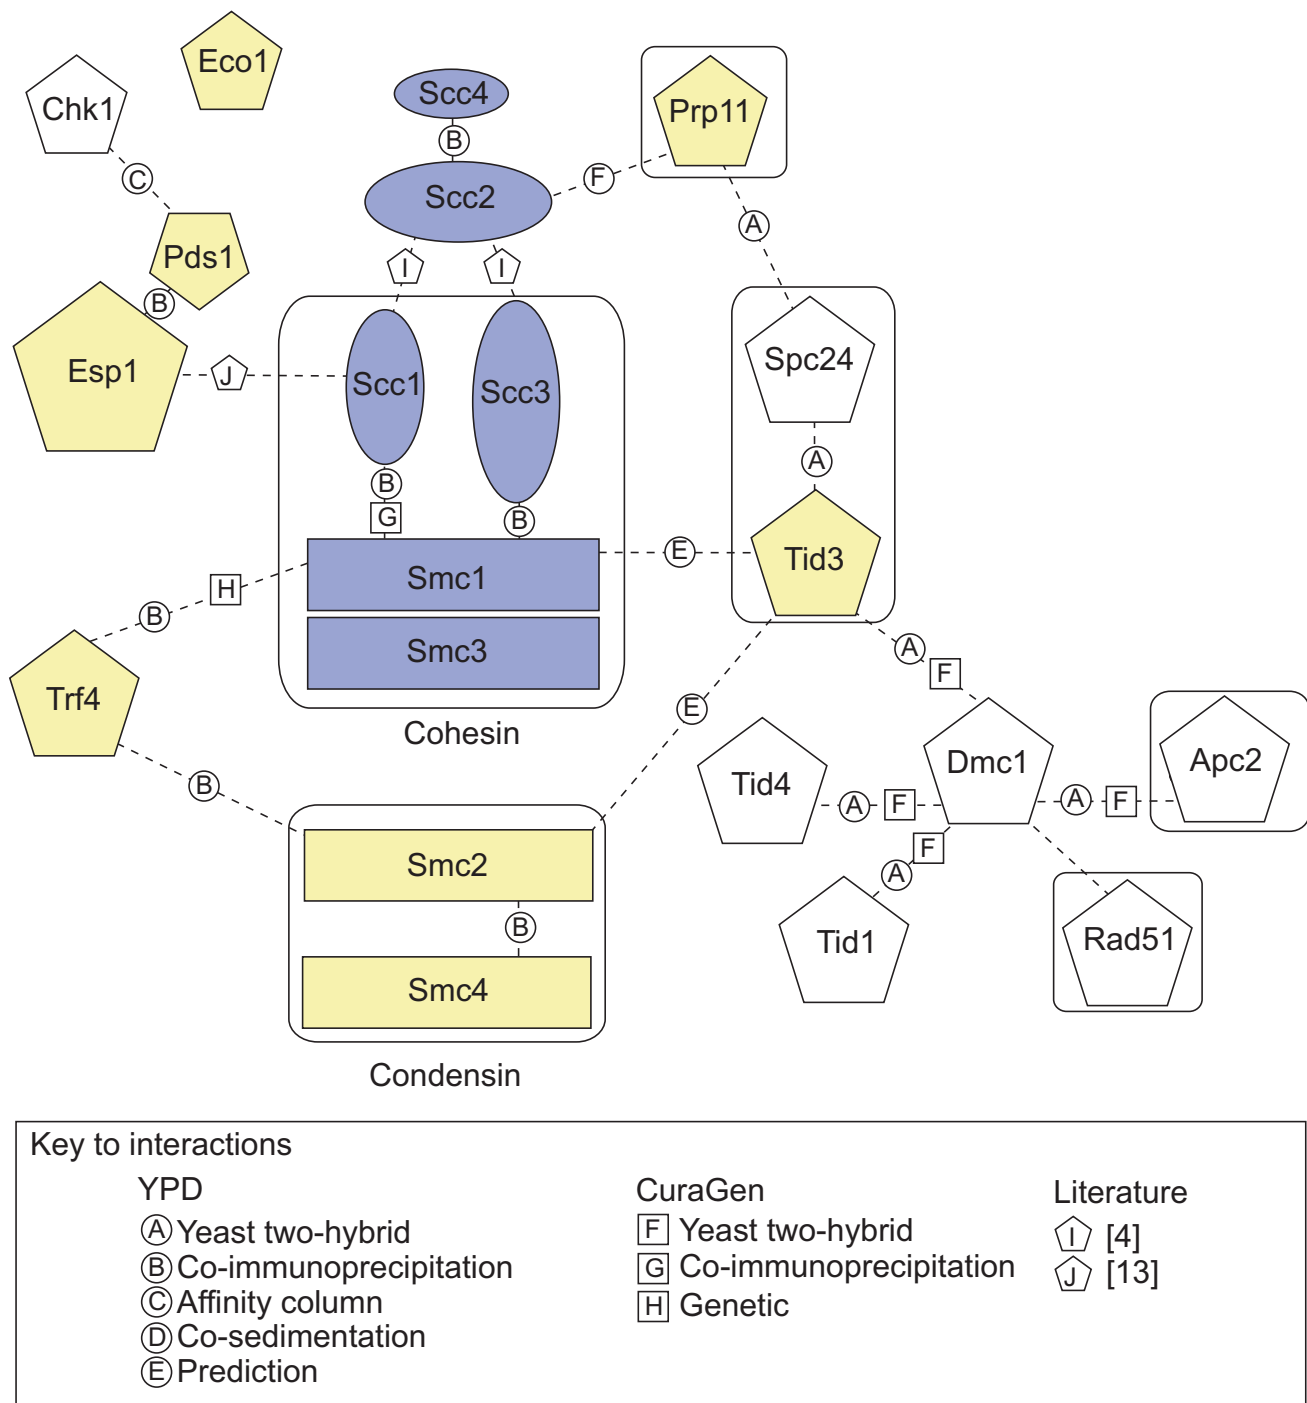 Eco1
Chk1
Scc4
Prp11
B
C
F
Scc2
A
Pds1
I
I
B
Esp1
J
Scc1
Scc3
Spc24
A
B
G
B
E
Tid3
Smc1
H
B
Smc3
A
F
Trf4
E
Cohesin
Tid4
Dmc1
Apc2
B
A
F
A
F
F
A
Smc2
B
Tid1
Rad51
Smc4
Condensin
Key to interactions
YPD
A Yeast two-hybrid
B Co-immunoprecipitation
C Affinity column
D Co-sedimentation
E Prediction
CuraGen
F Yeast two-hybrid
G Co-immunoprecipitation
H Genetic
Literature
I [4]
J [13]